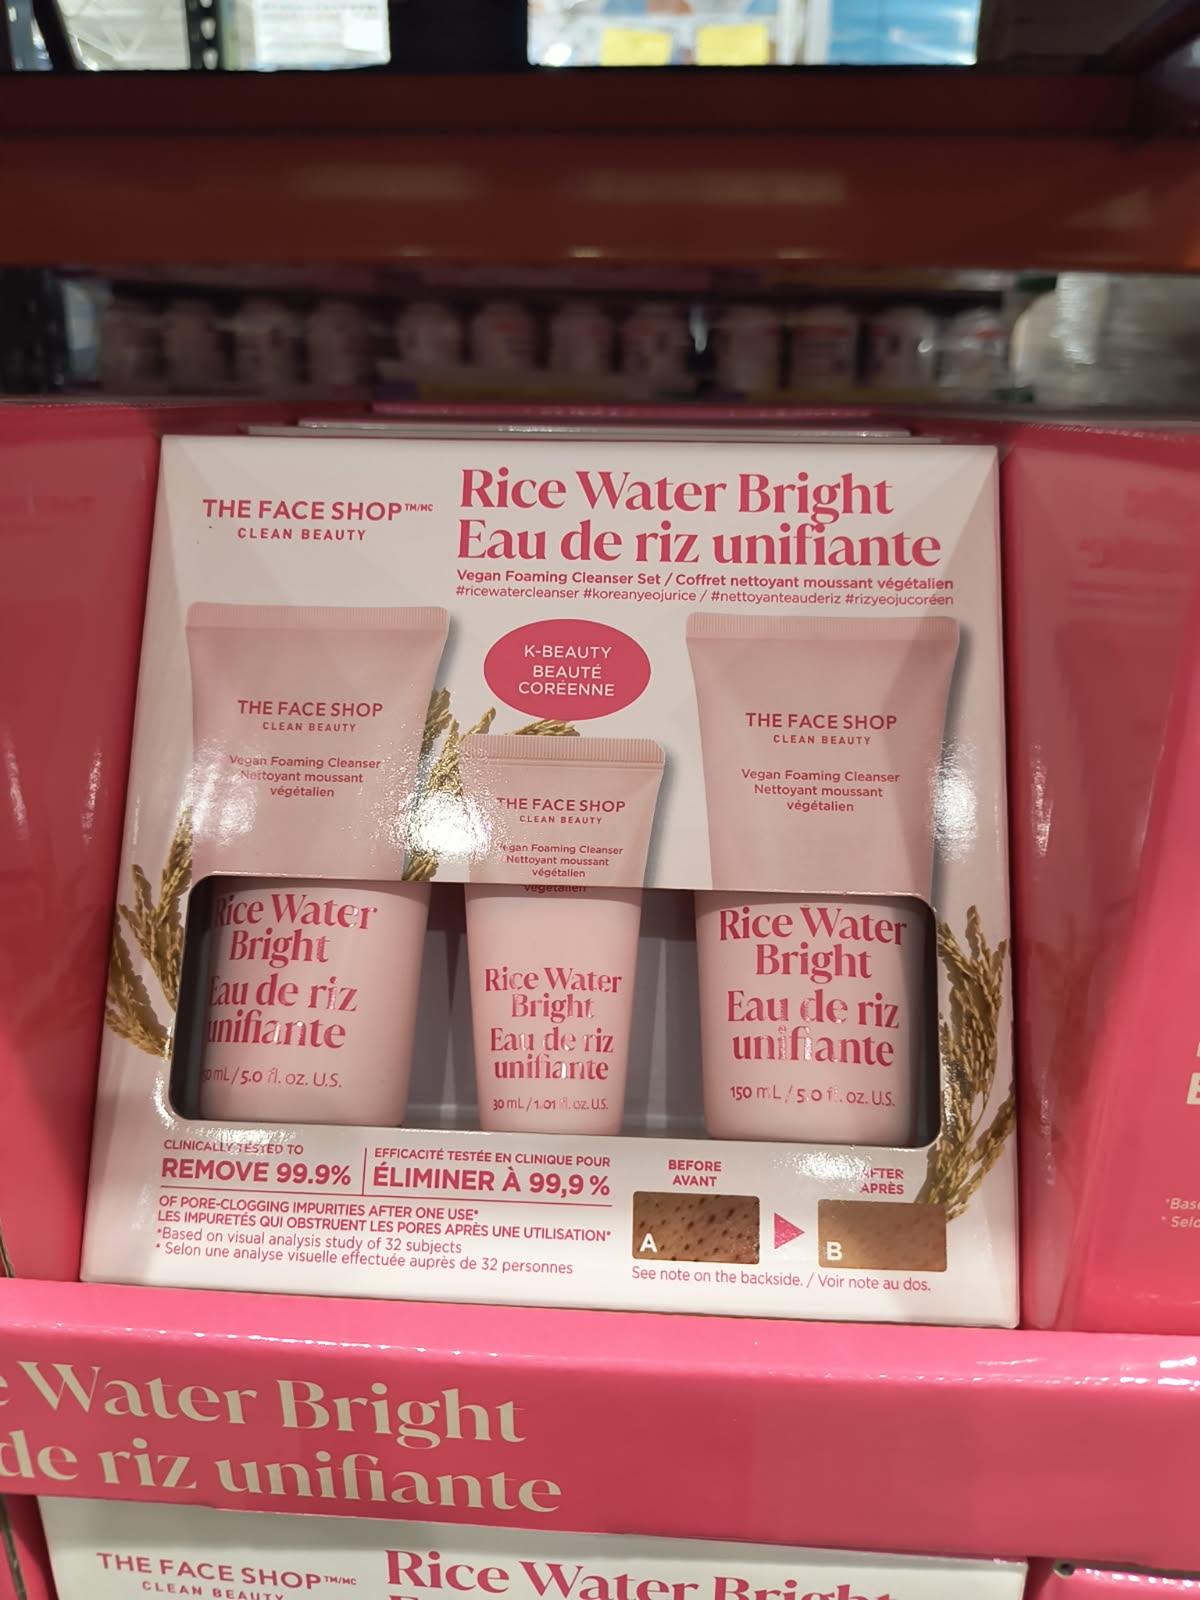 THE FACE SHOP™/MC
CLEAN BEAUTY
Rice Water Bright
Eau de riz unifiante
Vegan Foaming Cleanser Set / Coffret nettoyant moussant végétalien
#ricewatercleanser #koreanyeojurice / #nettoyanteauderiz #rizyeojucoréen
K-BEAUTY
BEAUTÉ
CORÉENNE
THE FACE SHOP
CLEAN BEAUTY
Vegan Foaming Cleanser
Nettoyant moussant
végétalien
Rice Water
Bright
Eau de riz
unifiante
mL / 5.0 fl. oz. U.S.
THE FACE SHOP
CLEAN BEAUTY
Vegan Foaming Cleanser
Nettoyant moussant
végétalien
végétalien
Rice Water
Bright
Eau de riz
unifiante
30 mL / 1.01 fl. oz. U.S.
THE FACE SHOP
CLEAN BEAUTY
Vegan Foaming Cleanser
Nettoyant moussant
végétalien
Rice Water
Bright
Eau de riz
unifiante
150 mL / 5.0 fl. oz. U.S.
CLINICALLY TESTED TO
REMOVE 99.9%
EFFICACITÉ TESTÉE EN CLINIQUE POUR
ÉLIMINER À 99,9 %
OF PORE-CLOGGING IMPURITIES AFTER ONE USE*
LES IMPURETÉS QUI OBSTRUENT LES PORES APRÈS UNE UTILISATION*
*Based on visual analysis study of 32 subjects
* Selon une analyse visuelle effectuée auprès de 32 personnes
BEFORE
AVANT
AFTER
APRÈS
A
B
See note on the backside. / Voir note au dos.
Water Bright
de riz unifiante
THE FACE SHOP™/MC
CLEAN BEAUTY
Rice Water Bright